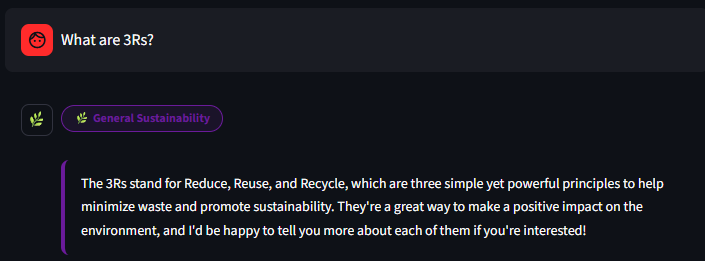 What are 3Rs?
General Sustainability
The 3Rs stand for Reduce, Reuse, and Recycle, which are three simple yet powerful principles to help
minimize waste and promote sustainability. They're a great way to make a positive impact on the
environment, and I'd be happy to tell you more about each of them if you're interested!